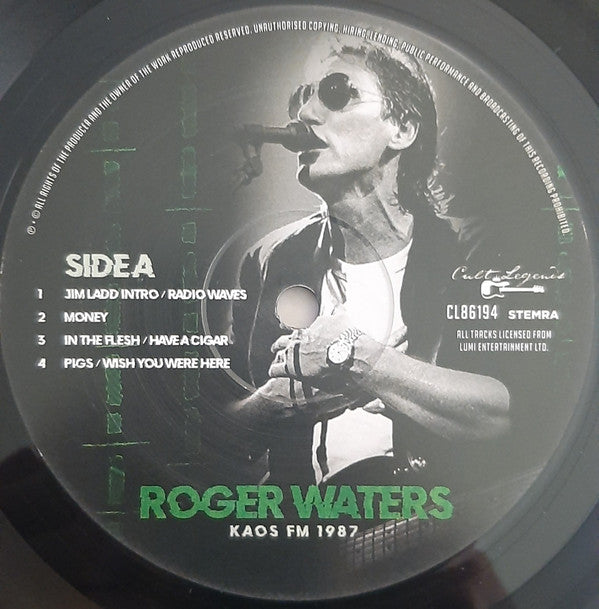 ℗ & © ALL RIGHTS OF THE PRODUCER AND THE OWNER OF THE WORK REPRODUCED RESERVED. UNAUTHORISED COPYING, HIRING, LENDING, PUBLIC PERFORMANCE AND BROADCASTING OF THIS RECORDING PROHIBITED.
SIDE A
1 JIM LADD INTRO / RADIO WAVES
2 MONEY
3 IN THE FLESH / HAVE A CIGAR
4 PIGS / WISH YOU WERE HERE
Cult Legends
CL86194 STEMRA
ALL TRACKS LICENSED FROM
LUMI ENTERTAINMENT LTD.
ROGER WATERS
KAOS FM 1987